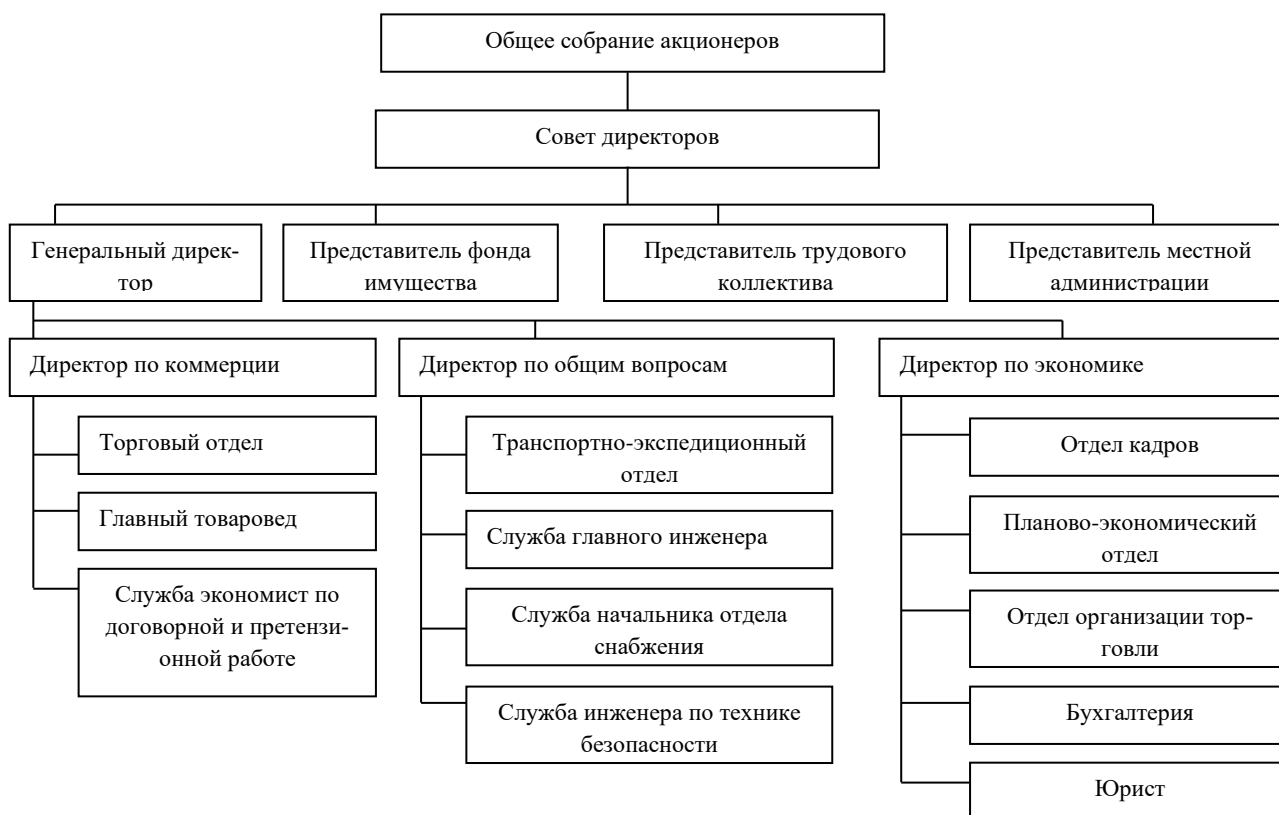 Общее собрание акционеров
Совет директоров
Генеральный дирек-
тор
Представитель фонда
имущества
Представитель трудового
коллектива
Представитель местной
администрации
Директор по коммерции
Директор по общим вопросам
Директор по экономике
Торговый отдел
Главный товаровед
Служба экономист по
договорной и претензи-
онной работе
Транспортно-экспедиционный
отдел
Служба главного инженера
Служба начальника отдела
снабжения
Служба инженера по технике
безопасности
Отдел кадров
Планово-экономический
отдел
Отдел организации тор-
говли
Бухгалтерия
Юрист